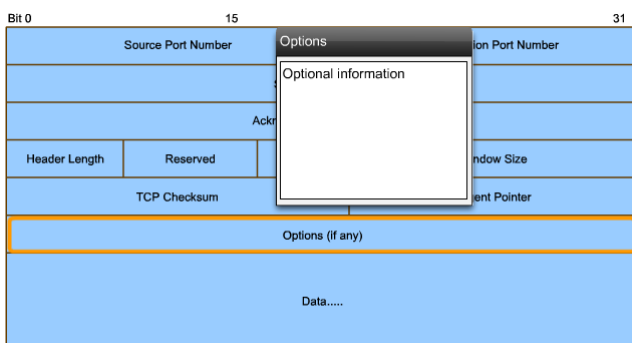 Bit 0 15 31
Source Port Number Options ion Port Number
Optional information
Ackn
Header Length Reserved ndow Size
TCP Checksum ent Pointer
Options (if any)
Data.....